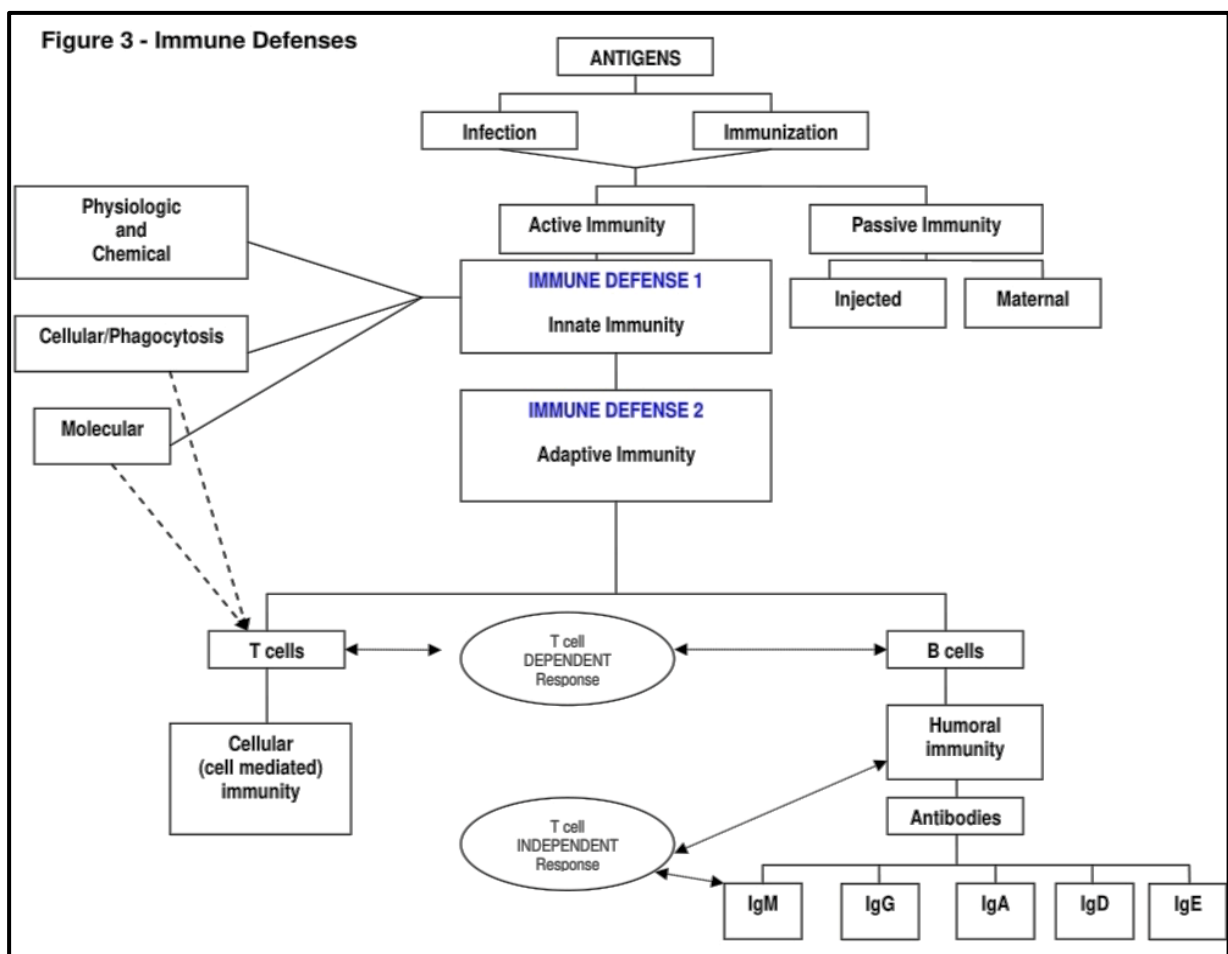 Figure 3 - Immune Defenses
ANTIGENS
Infection
Immunization
Physiologic
and
Chemical
Active Immunity
Passive Immunity
IMMUNE DEFENSE 1
Innate Immunity
Injected
Maternal
Cellular/Phagocytosis
IMMUNE DEFENSE 2
Adaptive Immunity
Molecular
T cells
T cell
DEPENDENT
Response
B cells
Cellular
(cell mediated)
immunity
Humoral
immunity
T cell
INDEPENDENT
Response
Antibodies
IgM
IgG
IgA
IgD
IgE